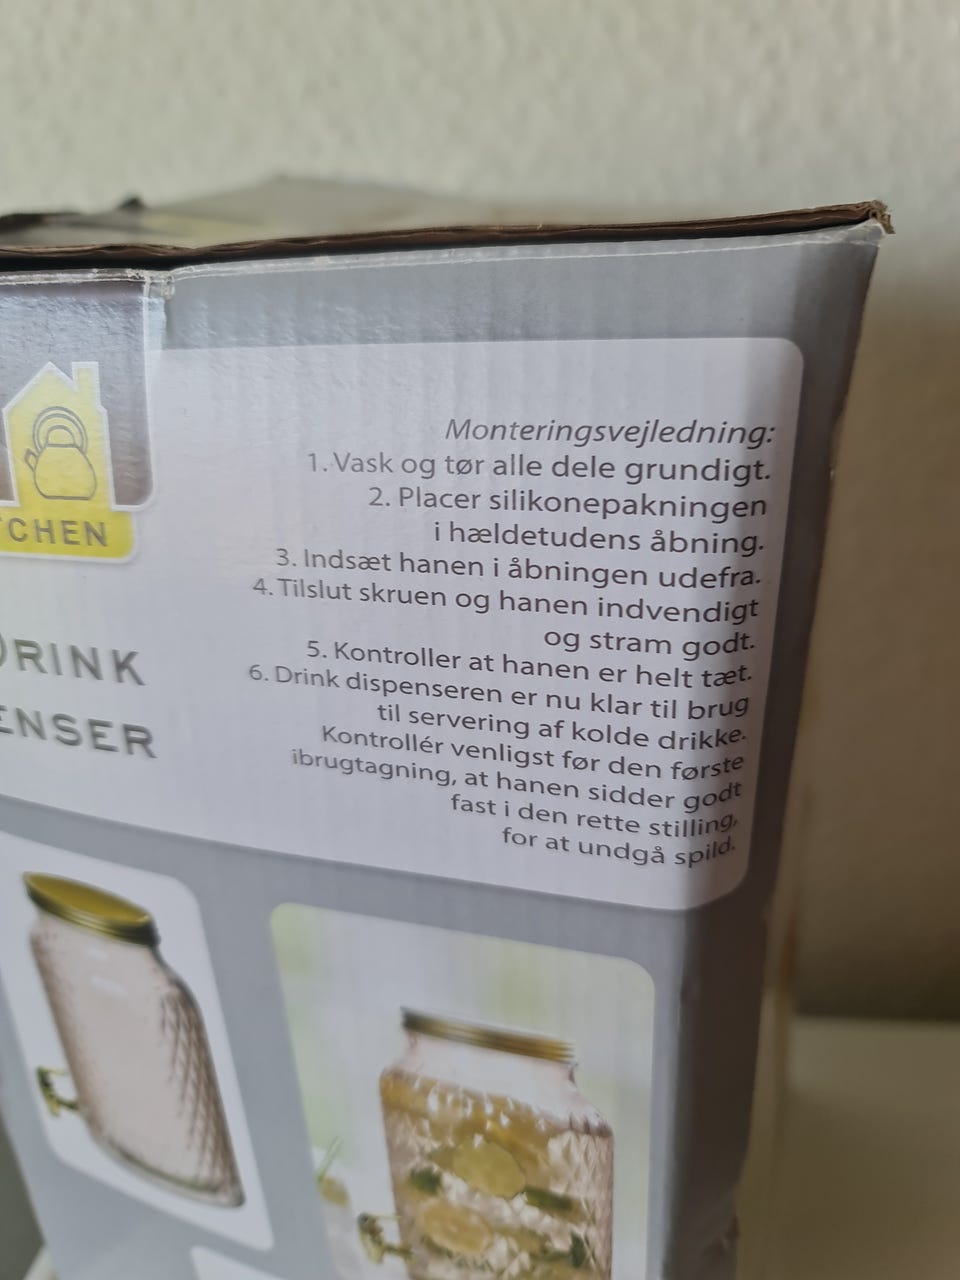 CHEN
DRINK
ENSER
Monteringsvejledning:
1. Vask og tør alle dele grundigt.
2. Placer silikonepakningen
i hældetudens åbning.
3. Indsæt hanen i åbningen udefra.
4. Tilslut skruen og hanen indvendigt
og stram godt.
5. Kontroller at hanen er helt tæt.
6. Drink dispenseren er nu klar til brug
til servering af kolde drikke.
Kontrollér venligst før den første
ibrugtagning, at hanen sidder godt
fast i den rette stilling,
for at undgå spild.